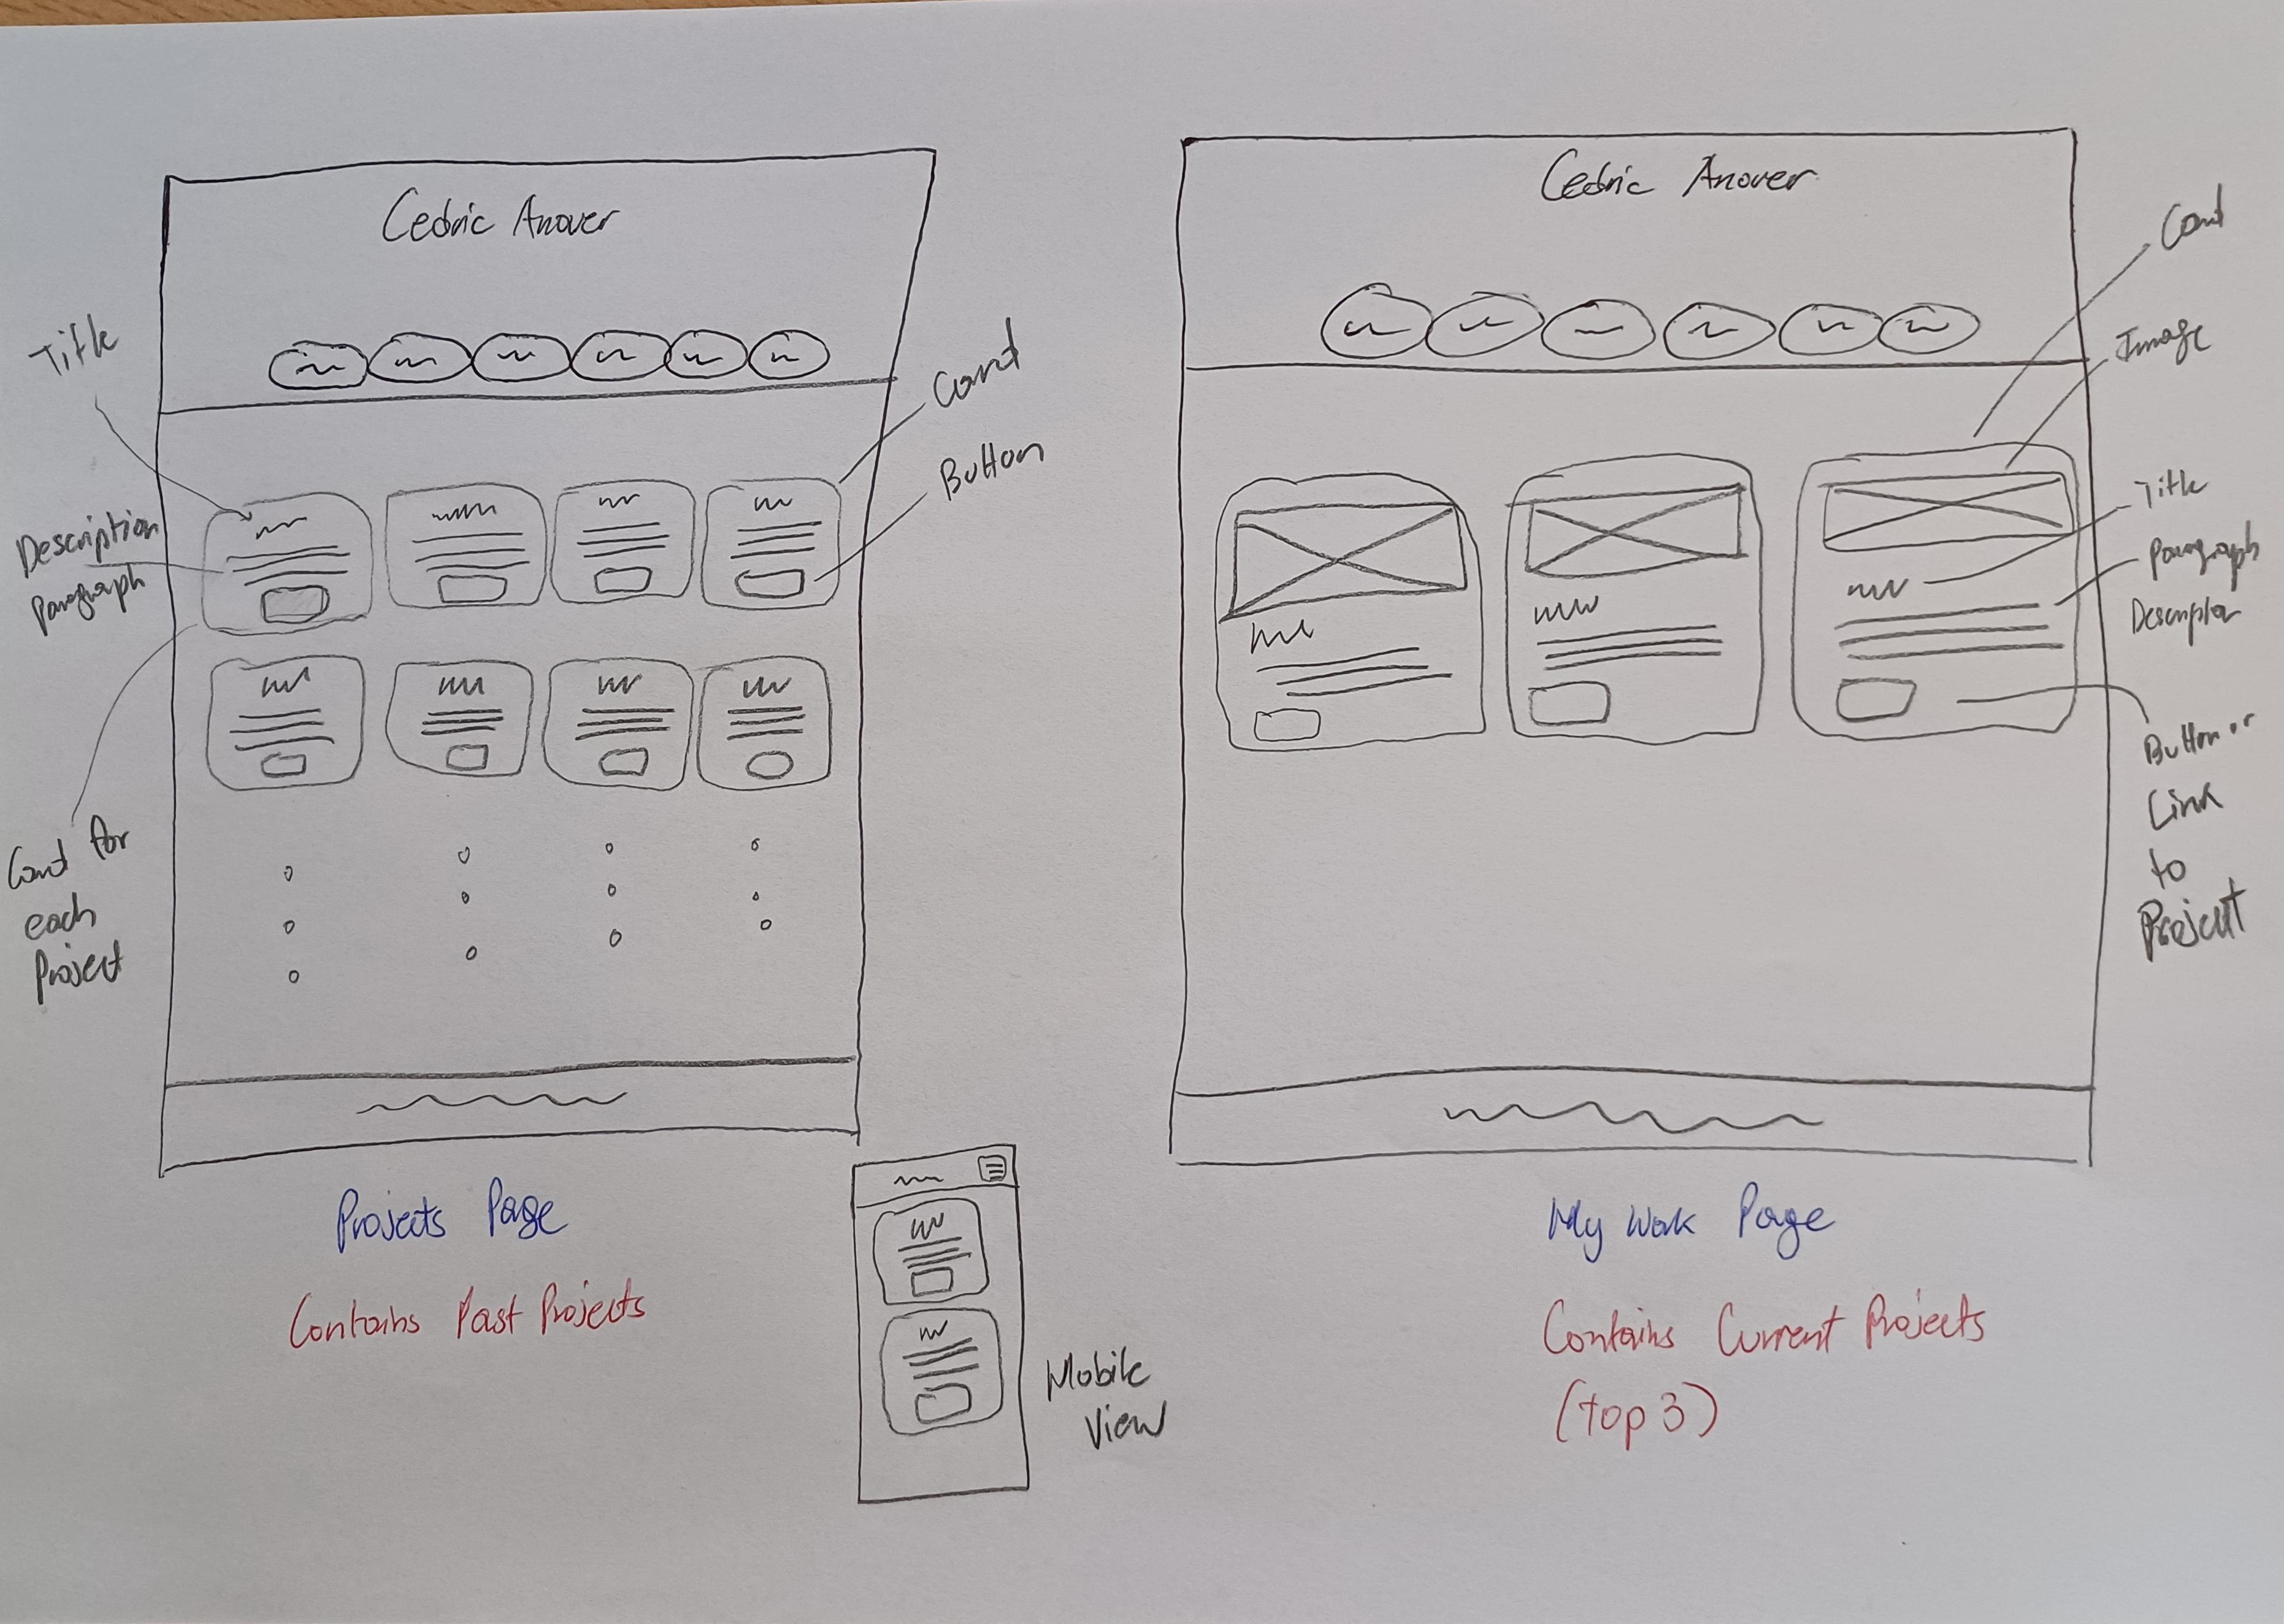 Cedric Anover
Title
Card
Button
Description
Paragraph
Card for
each
Project
Projects Page
Contains Past Projects
Mobile
View
Cedric Anover
Card
Image
Title
Paragraph
Button or
Link
to
Project
My Work Page
Contains Current Projects
(top 3)